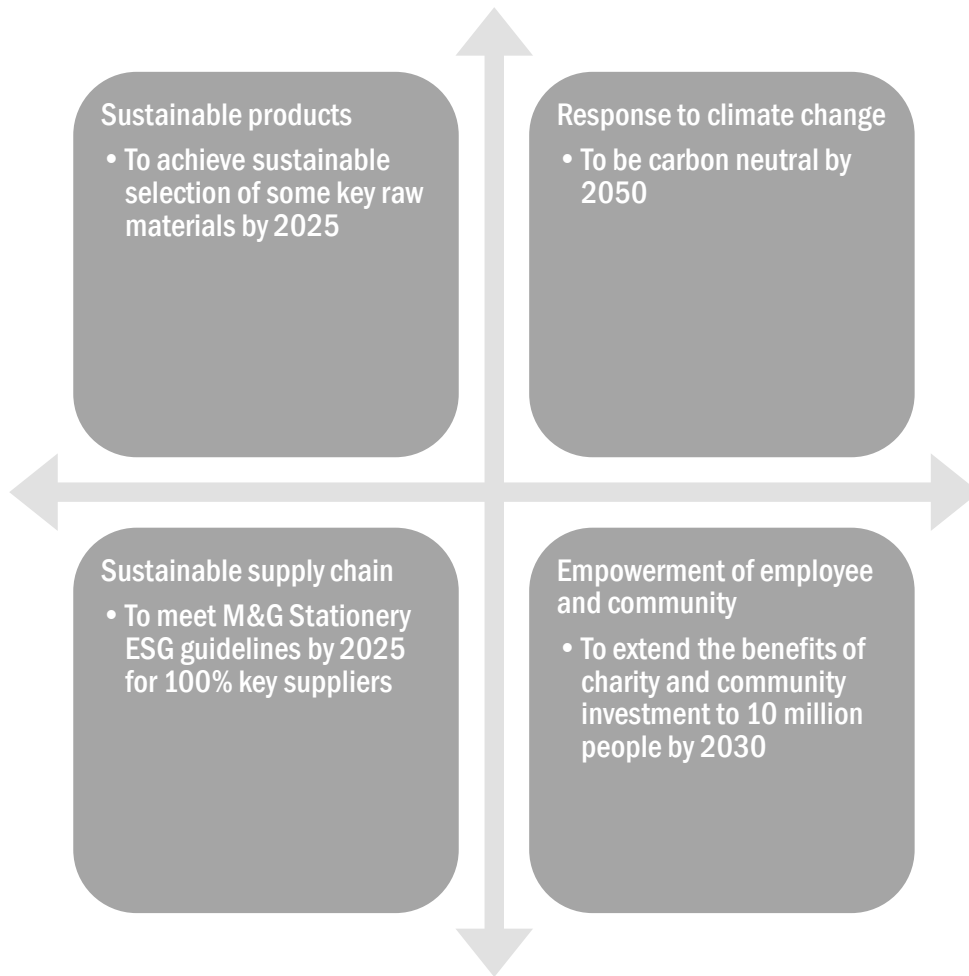 Sustainable products
• To achieve sustainable
selection of some key raw
materials by 2025
Response to climate change
• To be carbon neutral by
2050
Sustainable supply chain
• To meet M&G Stationery
ESG guidelines by 2025
for 100% key suppliers
Empowerment of employee
and community
• To extend the benefits of
charity and community
investment to 10 million
people by 2030